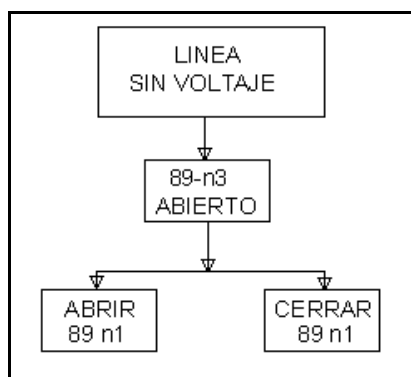 LINEA
SIN VOLTAJE
89-n3
ABIERTO
ABRIR
89 n1
CERRAR
89 n1